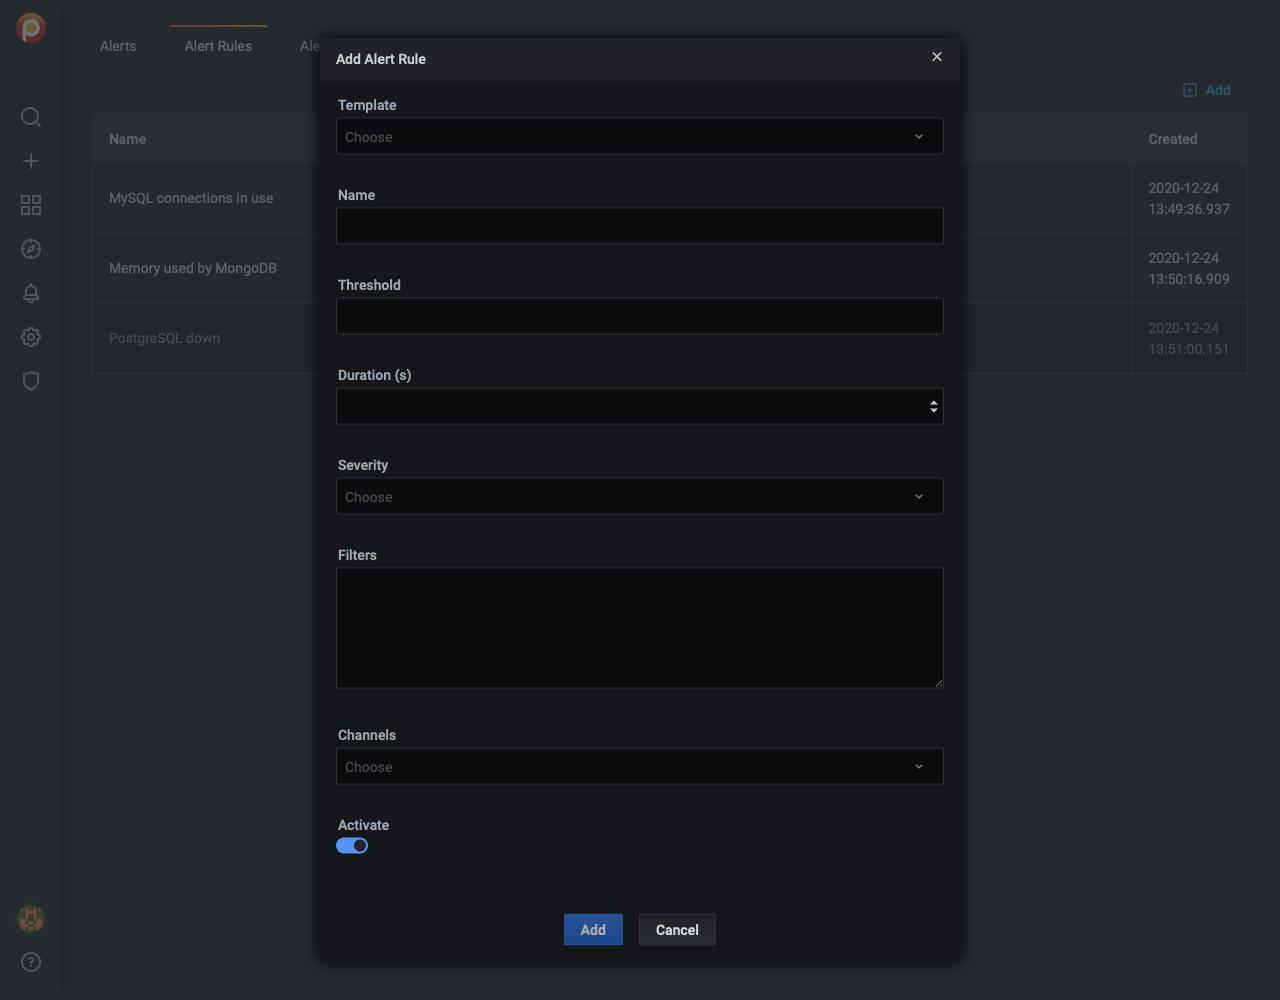 Alerts
Alert Rules
Ale
Add Alert Rule
Add
Name
Created
MySQL connections in use
2020-12-24
13:49:36.937
Memory used by MongoDB
2020-12-24
13:50:16.909
PostgreSQL down
2020-12-24
13:51:00.151
Template
Choose
Name
Threshold
Duration (s)
Severity
Choose
Filters
Channels
Choose
Activate
Add
Cancel